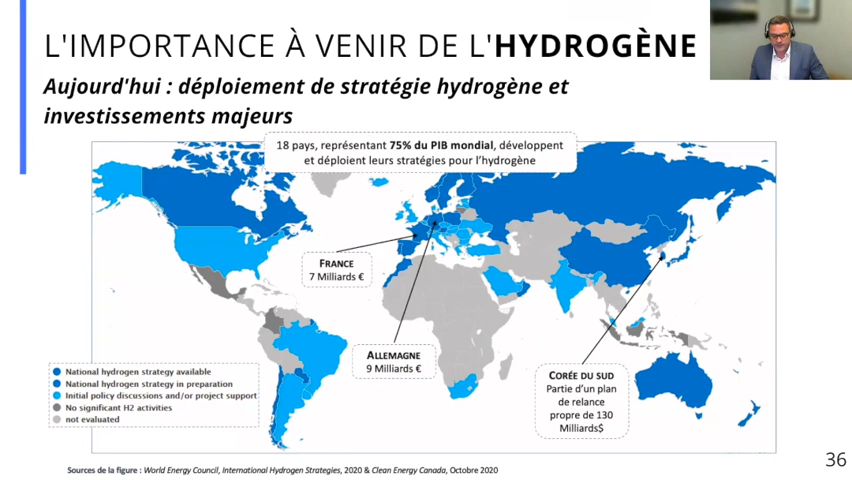 L'IMPORTANCE À VENIR DE L'HYDROGÈNE
Aujourd'hui : déploiement de stratégie hydrogène et
investissements majeurs
18 pays, représentant 75% du PIB mondial, développent
et déploient leurs stratégies pour l'hydrogène
FRANCE
7 Milliards €
ALLEMAGNE
9 Milliards €
CORÉE DU SUD
Partie d'un plan
de relance
propre de 130
Milliards$
National hydrogen strategy available
National hydrogen strategy in preparation
Initial policy discussions and/or project support
No significant H2 activities
not evaluated
Sources de la figure : World Energy Council, International Hydrogen Strategies, 2020 & Clean Energy Canada, Octobre 2020
36